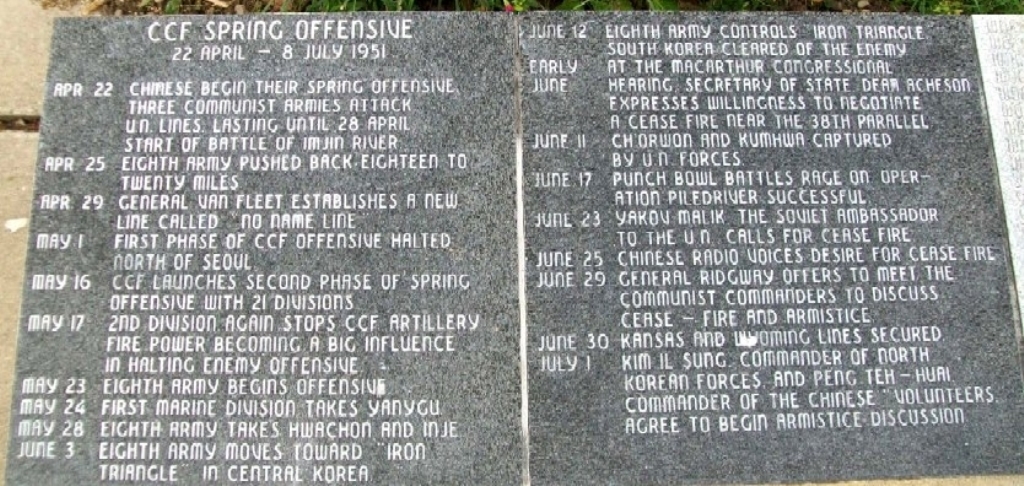 CCF SPRING OFFENSIVE
22 APRIL – 8 JULY 1951
APR 22 CHINESE BEGIN THEIR SPRING OFFENSIVE.
THREE COMMUNIST ARMIES ATTACK
U.N. LINES, LASTING UNTIL 28 APRIL
START OF BATTLE OF IMJIN RIVER
APR 25 EIGHTH ARMY PUSHED BACK EIGHTEEN TO
TWENTY MILES
APR 29 GENERAL VAN FLEET ESTABLISHES A NEW
LINE CALLED "NO NAME LINE"
MAY 1 FIRST PHASE OF CCF OFFENSIVE HALTED
NORTH OF SEOUL
MAY 16 CCF LAUNCHES SECOND PHASE OF SPRING
OFFENSIVE WITH 21 DIVISIONS
MAY 17 2ND DIVISION AGAIN STOPS CCF ARTILLERY
FIRE POWER BECOMING A BIG INFLUENCE
IN HALTING ENEMY OFFENSIVE
MAY 23 EIGHTH ARMY BEGINS OFFENSIVE
MAY 24 FIRST MARINE DIVISION TAKES YANYGU
MAY 28 EIGHTH ARMY TAKES HWACHON AND INJE
JUNE 3 EIGHTH ARMY MOVES TOWARD "IRON
TRIANGLE" IN CENTRAL KOREA
JUNE 12 EIGHTH ARMY CONTROLS "IRON TRIANGLE,
SOUTH KOREA CLEARED OF THE ENEMY
EARLY AT THE MACARTHUR CONGRESSIONAL
JUNE HEARING, SECRETARY OF STATE DEAN ACHESON
EXPRESSES WILLINGNESS TO NEGOTIATE
A CEASE FIRE NEAR THE 38TH PARALLEL
JUNE 11 CH'ORWON AND KUMHWA CAPTURED
BY U.N. FORCES
JUNE 17 PUNCH BOWL BATTLES RAGE ON OPER-
ATION PILEDRIVER SUCCESSFUL
JUNE 23 YAKOV MALIK, THE SOVIET AMBASSADOR
TO THE U.N. CALLS FOR CEASE FIRE
JUNE 25 CHINESE RADIO VOICES DESIRE FOR CEASE FIRE
JUNE 29 GENERAL RIDGWAY OFFERS TO MEET THE
COMMUNIST COMMANDERS TO DISCUSS
CEASE – FIRE AND ARMISTICE
JUNE 30 KANSAS AND WYOMING LINES SECURED
JULY 1 KIM IL SUNG, COMMANDER OF NORTH
KOREAN FORCES, AND PENG TEH – HUAI
COMMANDER OF THE CHINESE "VOLUNTEERS,
AGREE TO BEGIN ARMISTICE DISCUSSION